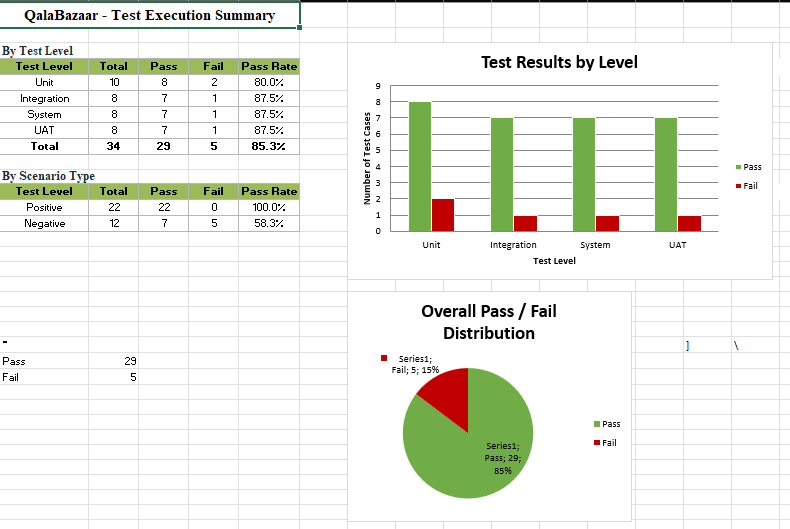 QalaBazaar - Test Execution Summary
By Test Level
Test Level Total Pass Fail Pass Rate
Unit 10 8 2 80.0%
Integration 8 7 1 87.5%
System 8 7 1 87.5%
UAT 8 7 1 87.5%
Total 34 29 5 85.3%
By Scenario Type
Test Level Total Pass Fail Pass Rate
Positive 22 22 0 100.0%
Negative 12 7 5 58.3%
-
Pass 29
Fail 5
Test Results by Level
Number of Test Cases
9
8
7
6
5
4
3
2
1
0
Unit Integration System UAT
Test Level
Pass
Fail
Overall Pass / Fail
Distribution
Series1;
Fail; 5; 15%
Series1;
Pass; 29;
85%
Pass
Fail
] \